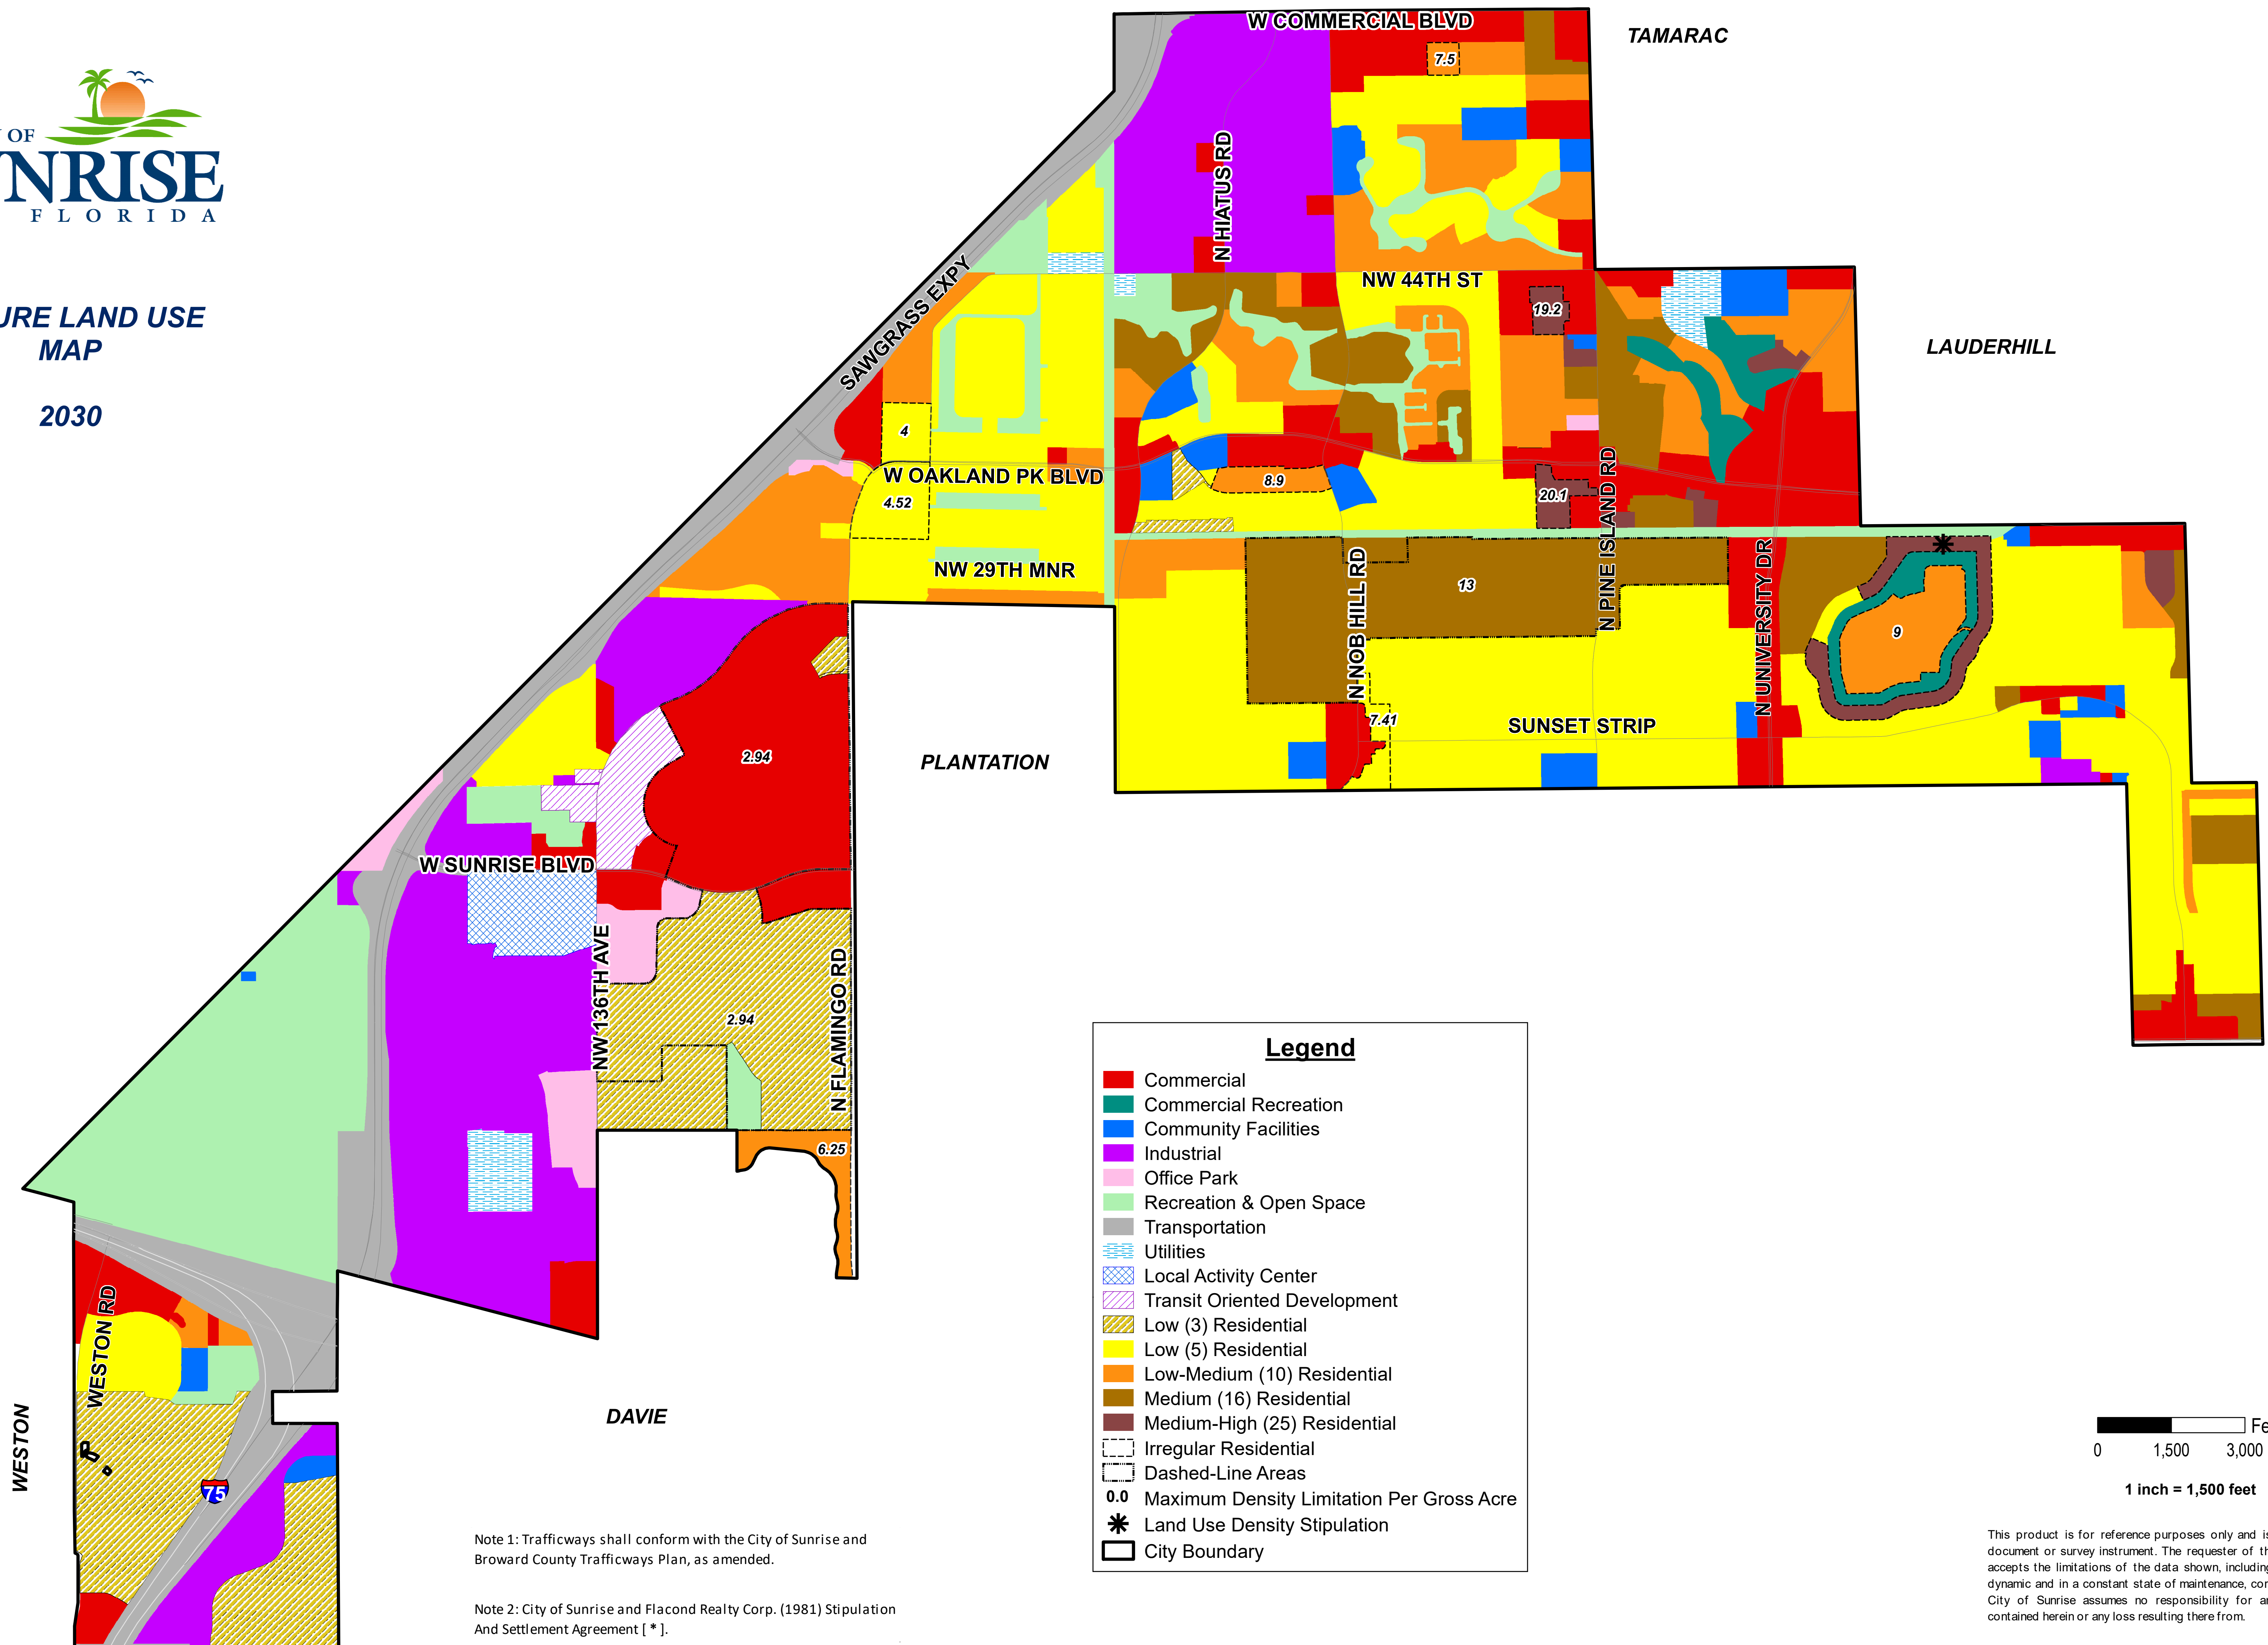 OF
NRISE
FLORIDA
URE LAND USE
MAP
2030
W COMMERCIAL BLVD
TAMARAC
7.5
N HIATUS RD
SAWGRASS EXPY
NW 44TH ST
19.2
LAUDERHILL
4
W OAKLAND PK BLVD
8.9
4.52
20.1
N PINE ISLAND RD
NW 29TH MNR
13
N NOB HILL RD
N UNIVERSITY DR
9
7.41
SUNSET STRIP
2.94
PLANTATION
W SUNRISE BLVD
NW 136TH AVE
N FLAMINGO RD
2.94
6.25
WESTON RD
WESTON
DAVIE
75
Legend
Commercial
Commercial Recreation
Community Facilities
Industrial
Office Park
Recreation & Open Space
Transportation
Utilities
Local Activity Center
Transit Oriented Development
Low (3) Residential
Low (5) Residential
Low-Medium (10) Residential
Medium (16) Residential
Medium-High (25) Residential
Irregular Residential
Dashed-Line Areas
0.0 Maximum Density Limitation Per Gross Acre
Land Use Density Stipulation
City Boundary
Note 1: Trafficways shall conform with the City of Sunrise and
Broward County Trafficways Plan, as amended.
Note 2: City of Sunrise and Flacond Realty Corp. (1981) Stipulation
And Settlement Agreement [ * ].
Fe
0 1,500 3,000
1 inch = 1,500 feet
This product is for reference purposes only and is
document or survey instrument. The requester of th
accepts the limitations of the data shown, including
dynamic and in a constant state of maintenance, cor
City of Sunrise assumes no responsibility for an
contained herein or any loss resulting there from.